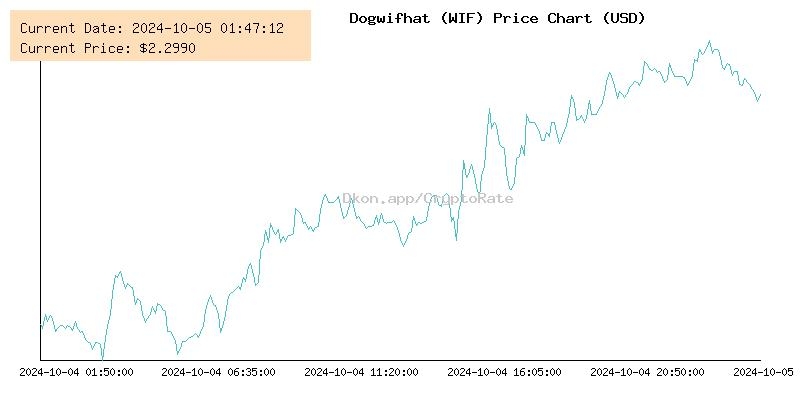 Dogwifhat (WIF) Price Chart (USD)
Current Date: 2024-10-05 01:47:12
Current Price: $2.2990
Dkon.app/CryptoRate
2024-10-04 01:50:00
2024-10-04 06:35:00
2024-10-04 11:20:00
2024-10-04 16:05:00
2024-10-04 20:50:00
2024-10-05